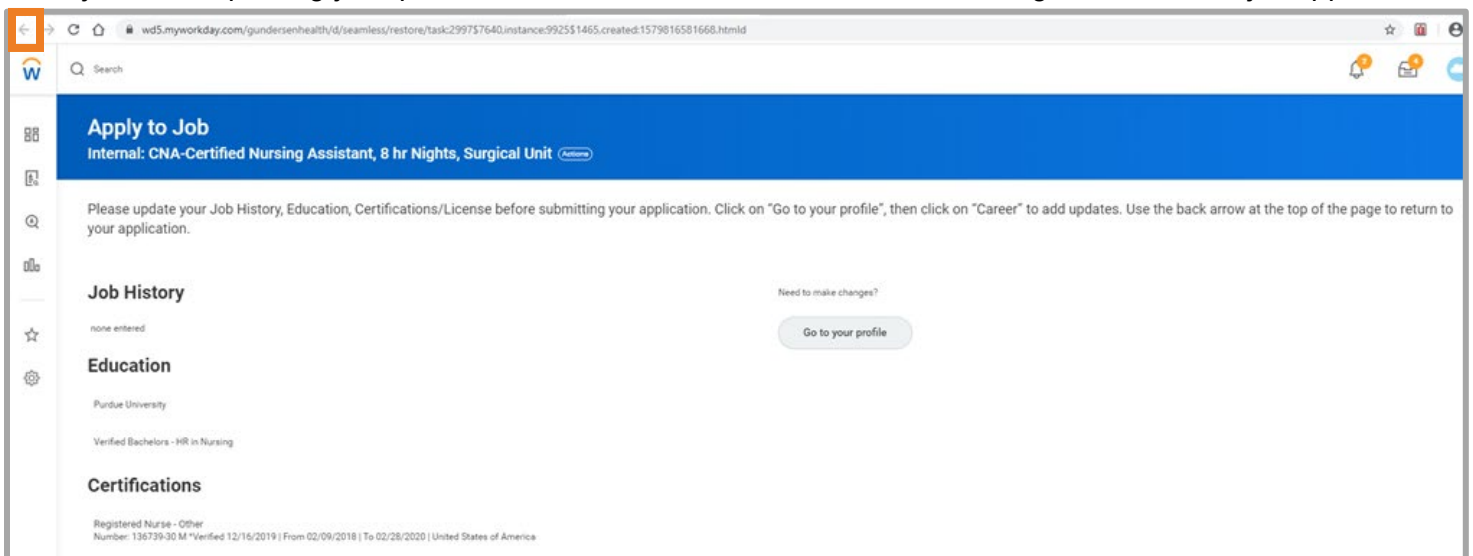 wd5.myworkday.com/gundersenhealth/d/seamless/restore/task:2997$7640.instance:9925$1465.created:1579816581668.htmld
W
Search
Apply to Job
Internal: CNA-Certified Nursing Assistant, 8 hr Nights, Surgical Unit Actions
Please update your Job History, Education, Certifications/License before submitting your application. Click on "Go to your profile", then click on "Career" to add updates. Use the back arrow at the top of the page to return to
your application.
Job History
Need to make changes?
none entered
Go to your profile
Education
Purdue University
Verified Bachelors - HR in Nursing
Certifications
Registered Nurse - Other
Number: 136739-30 M *Verified 12/16/2019 | From 02/09/2018 | To 02/28/2020 | United States of America